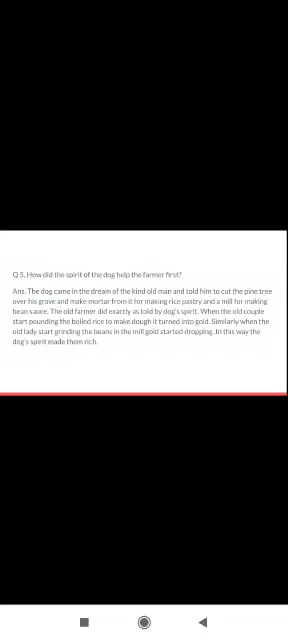 Q 5. How did the spirit of the dog help the farmer first?
Ans. The dog came in the dream of the kind old man and told him to cut the pine tree
over his grave and make mortar from it for making rice pastry and a mill for making
bean sauce. The old farmer did exactly as told by dog's spirit. When the old couple
start pounding the boiled rice to make dough it turned into gold. Similarly when the
old lady start grinding the beans in the mill gold started dropping .In this way the
dog's spirit made them rich.